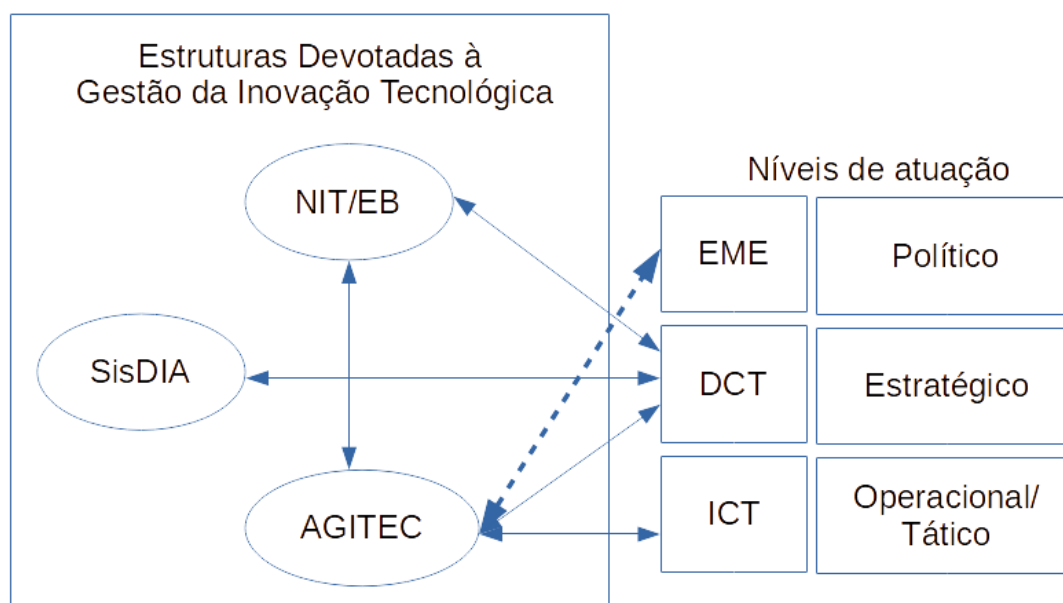 Estruturas Devotadas à
Gestão da Inovação Tecnológica
NIT/EB
SisDIA
AGITEC
Níveis de atuação
EME
Político
DCT
Estratégico
ICT
Operacional/
Tático